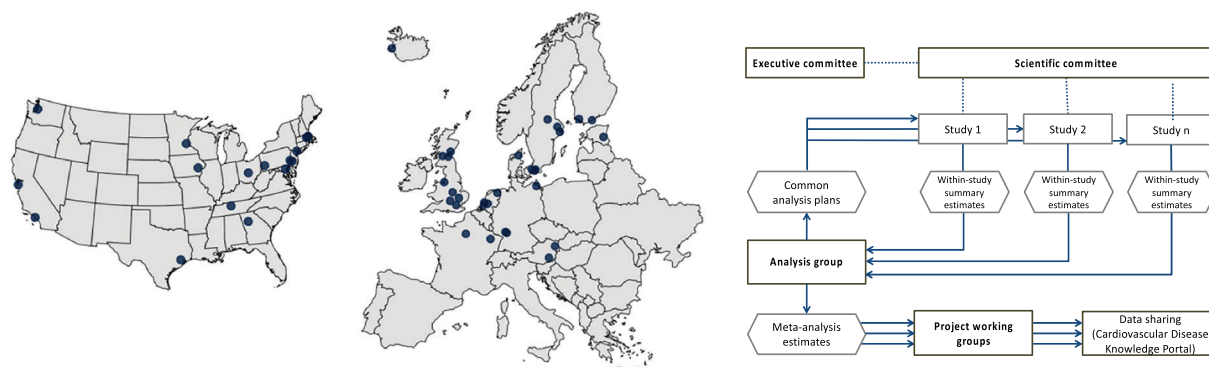 Executive committee
Scientific committee
Study 1
Study 2
Study n
Common
analysis plans
Within-study
summary
estimates
Within-study
summary
estimates
Within-study
summary
estimates
Analysis group
Meta-analysis
estimates
Project working
groups
Data sharing
(Cardiovascular Disease
Knowledge Portal)